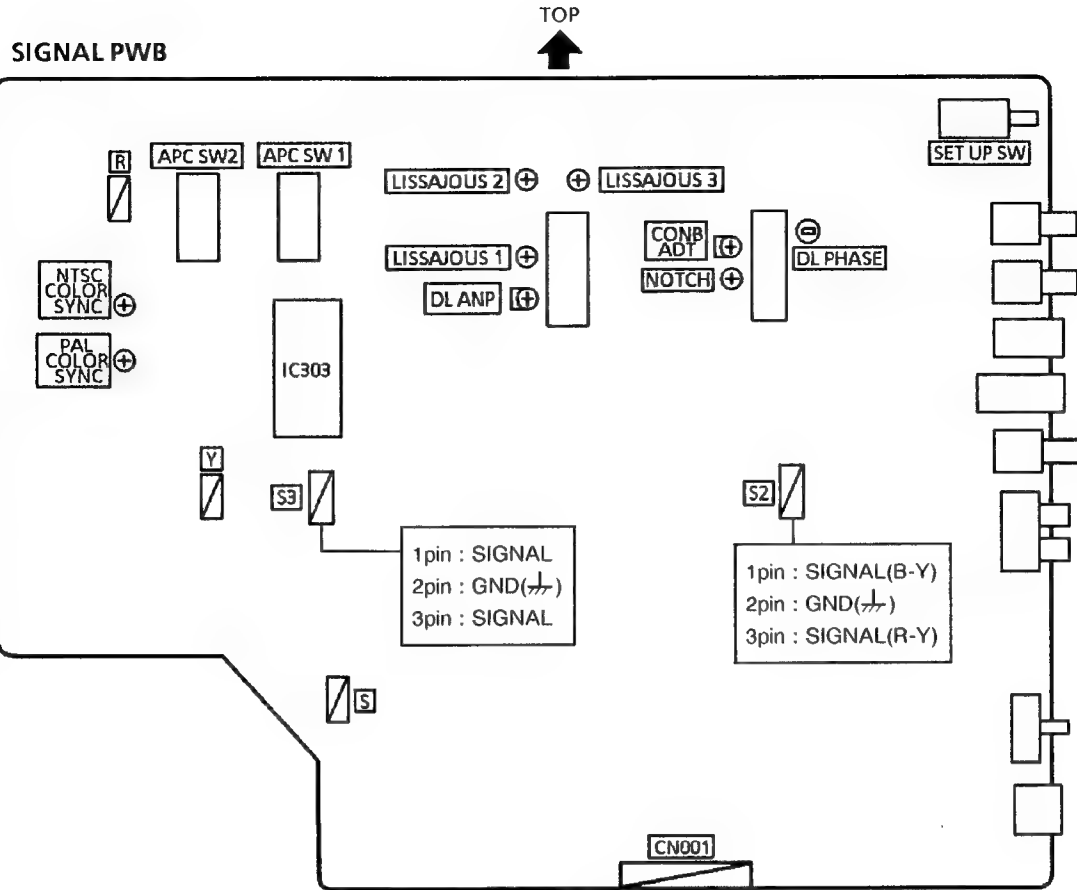 TOP
SIGNAL PWB
SET UP SW
R
APC SW2
APC SW 1
LISSAJOUS 2
LISSAJOUS 3
CONB
ADT
LISSAJOUS 1
DL PHASE
NOTCH
NTSC
COLOR
SYNC
DL ANP
PAL
COLOR
SYNC
IC303
Y
S3
S2
1pin : SIGNAL
2pin : GND( )
3pin : SIGNAL
1pin : SIGNAL(B-Y)
2pin : GND( )
3pin : SIGNAL(R-Y)
S
CN001